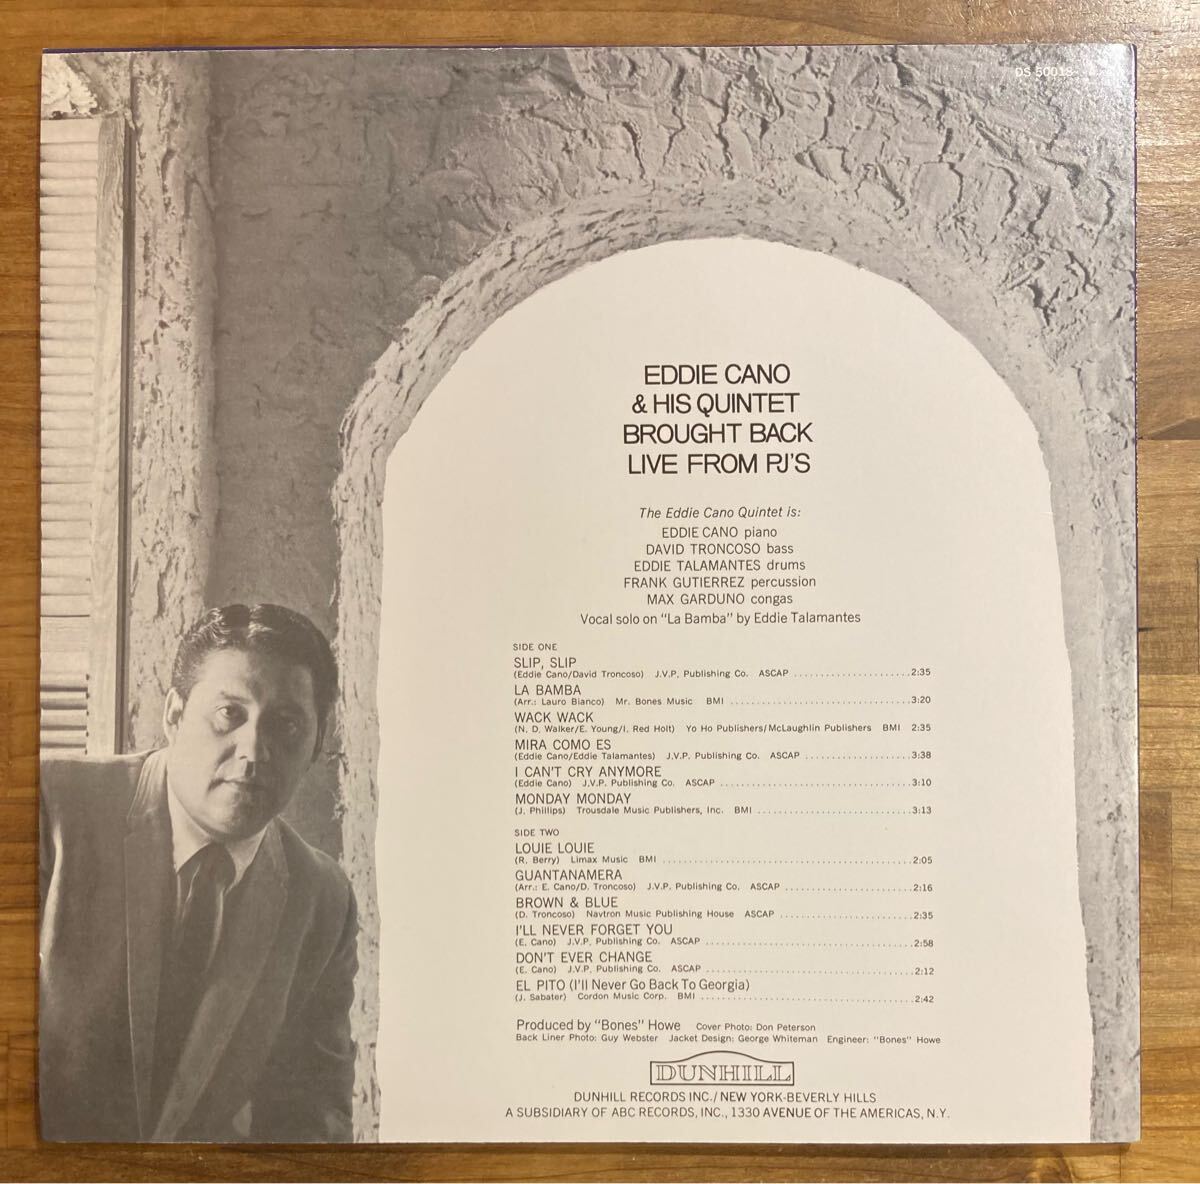 DS 50018
EDDIE CANO
& HIS QUINTET
BROUGHT BACK
LIVE FROM PJ'S
The Eddie Cano Quintet is:
EDDIE CANO piano
DAVID TRONCOSO bass
EDDIE TALAMANTES drums
FRANK GUTIERREZ percussion
MAX GARDUNO congas
Vocal solo on "La Bamba" by Eddie Talamantes
SIDE ONE
SLIP, SLIP
(Eddie Cano/David Troncoso) J.V.P. Publishing Co. ASCAP ...................... 2:35
LA BAMBA
(Arr.: Lauro Bianco) Mr. Bones Music BMI .................................. 3:20
WACK WACK
(N. D. Walker/E. Young/I. Red Holt) Yo Ho Publishers/McLaughlin Publishers BMI 2:35
MIRA COMO ES
(Eddie Cano/Eddie Talamantes) J.V.P. Publishing Co. ASCAP .................... 3:38
I CAN'T CRY ANYMORE
(Eddie Cano) J.V.P. Publishing Co. ASCAP .................................... 3:10
MONDAY MONDAY
(J. Phillips) Trousdale Music Publishers, Inc. BMI ............................. 3:13
SIDE TWO
LOUIE LOUIE
(R. Berry) Limax Music BMI .............................................. 2:05
GUANTANAMERA
(Arr.: E. Cano/D. Troncoso) J.V.P. Publishing Co. ASCAP ........................ 2:16
BROWN & BLUE
(D. Troncoso) Navtron Music Publishing House ASCAP ......................... 2:35
I'LL NEVER FORGET YOU
(E. Cano) J.V.P. Publishing Co. ASCAP ...................................... 2:58
DON'T EVER CHANGE
(E. Cano) J.V.P. Publishing Co. ASCAP ...................................... 2:12
EL PITO (I'll Never Go Back To Georgia)
(J. Sabater) Cordon Music Corp. BMI ....................................... 2:42
Produced by "Bones" Howe Cover Photo: Don Peterson
Back Liner Photo: Guy Webster Jacket Design: George Whiteman Engineer: "Bones" Howe
DUNHILL
DUNHILL RECORDS INC./NEW YORK-BEVERLY HILLS
A SUBSIDIARY OF ABC RECORDS, INC., 1330 AVENUE OF THE AMERICAS, N.Y.